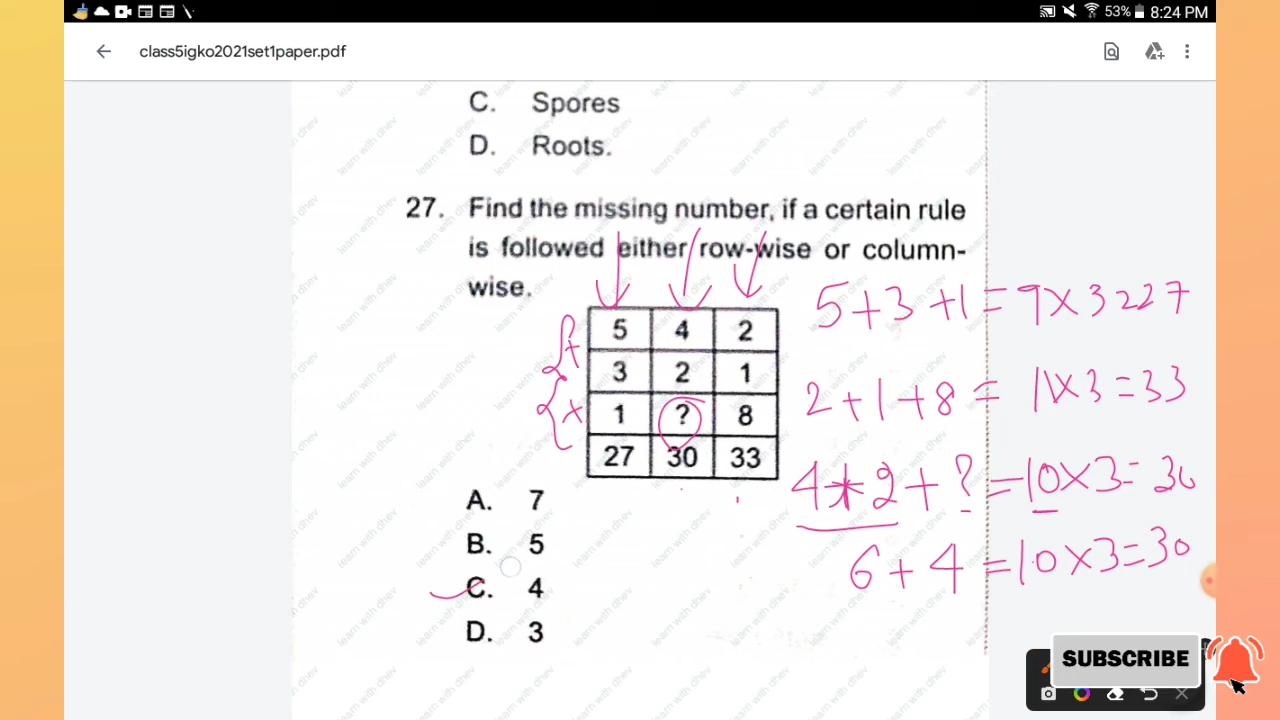 53% 8:24 PM
class5igko2021set1paper.pdf
C. Spores
D. Roots.
27. Find the missing number, if a certain rule
is followed either row-wise or column-
wise.
5 4 2
3 2 1
1 ? 8
27 30 33
+
+
A. 7
B. 5
C. 4
D. 3
5+3+1=9×3=27
2+1+8=11×3=33
4+2+?=10×3=30
6+4=10×3=30
learn with dhev
SUBSCRIBE